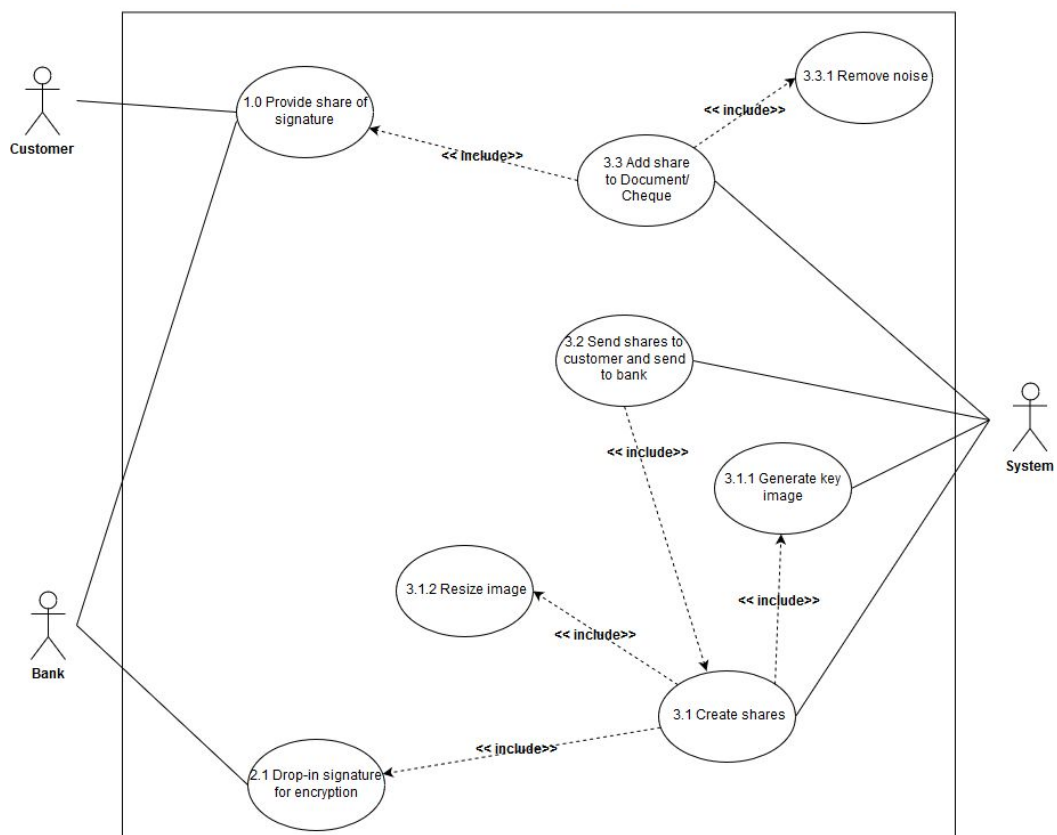 3.3.1 Remove noise
1.0 Provide share of
signature
<< include>>
Customer
<< include>>
3.3 Add share
to Document/
Cheque
3.2 Send shares to
customer and send
to bank
<< include>>
System
3.1.1 Generate key
image
3.1.2 Resize image
<< include>>
<< include>>
Bank
3.1 Create shares
<< include>>
2.1 Drop-in signature
for encryption